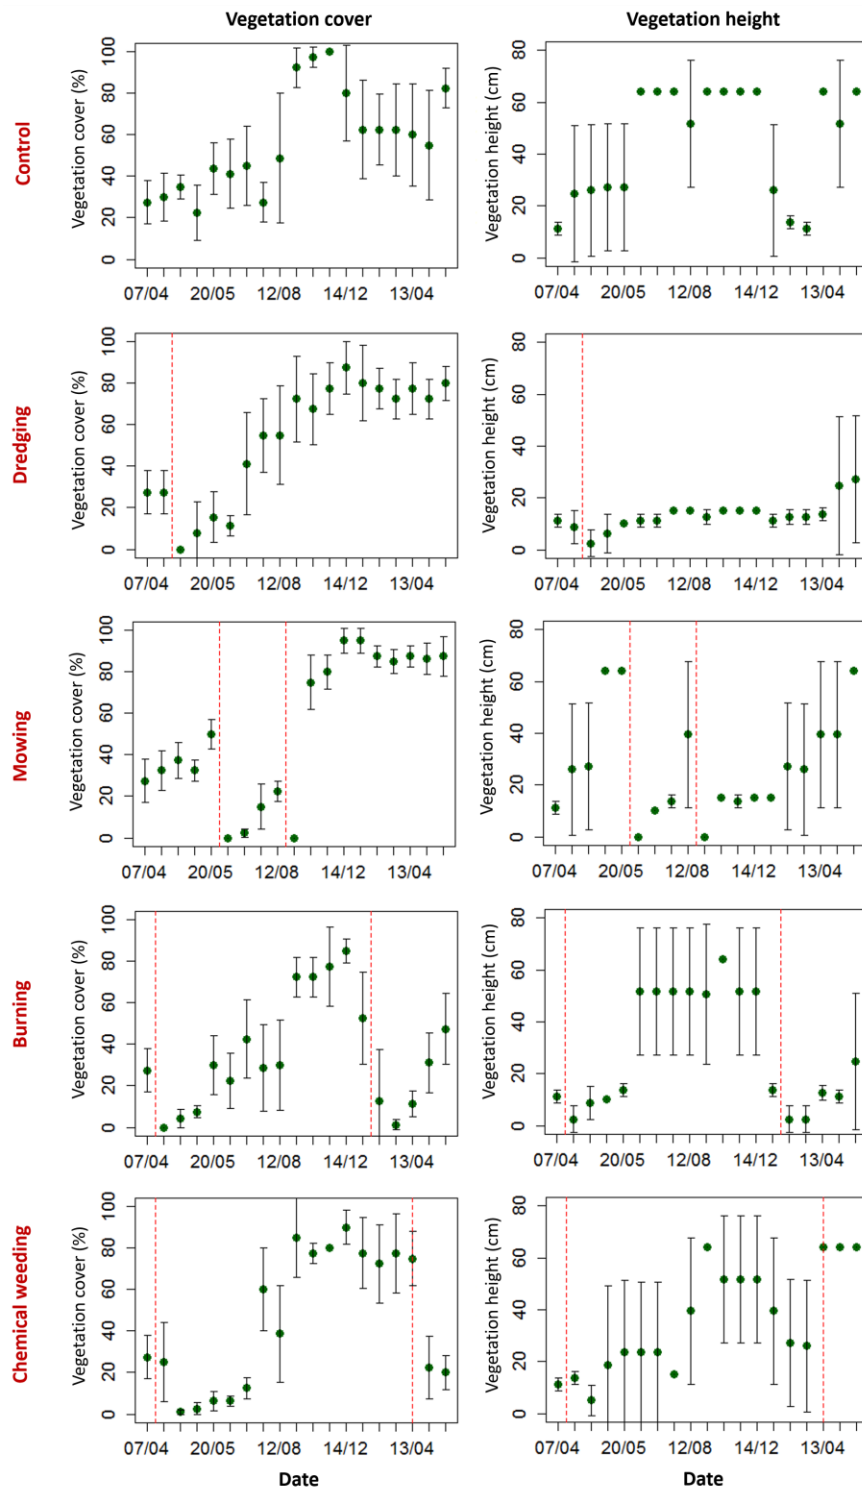 Vegetation cover
Vegetation height
Control
Vegetation cover (%)
100
80
60
40
20
0
07/04 20/05 12/08 14/12 13/04
Vegetation height (cm)
80
60
40
20
0
07/04 20/05 12/08 14/12 13/04
Dredging
Vegetation cover (%)
100
80
60
40
20
0
07/04 20/05 12/08 14/12 13/04
Vegetation height (cm)
80
60
40
20
0
07/04 20/05 12/08 14/12 13/04
Mowing
Vegetation cover (%)
100
80
60
40
20
0
07/04 20/05 12/08 14/12 13/04
Vegetation height (cm)
80
60
40
20
0
07/04 20/05 12/08 14/12 13/04
Burning
Vegetation cover (%)
100
80
60
40
20
0
07/04 20/05 12/08 14/12 13/04
Vegetation height (cm)
80
60
40
20
0
07/04 20/05 12/08 14/12 13/04
Chemical weeding
Vegetation cover (%)
100
80
60
40
20
0
07/04 20/05 12/08 14/12 13/04
Date
Vegetation height (cm)
80
60
40
20
0
07/04 20/05 12/08 14/12 13/04
Date